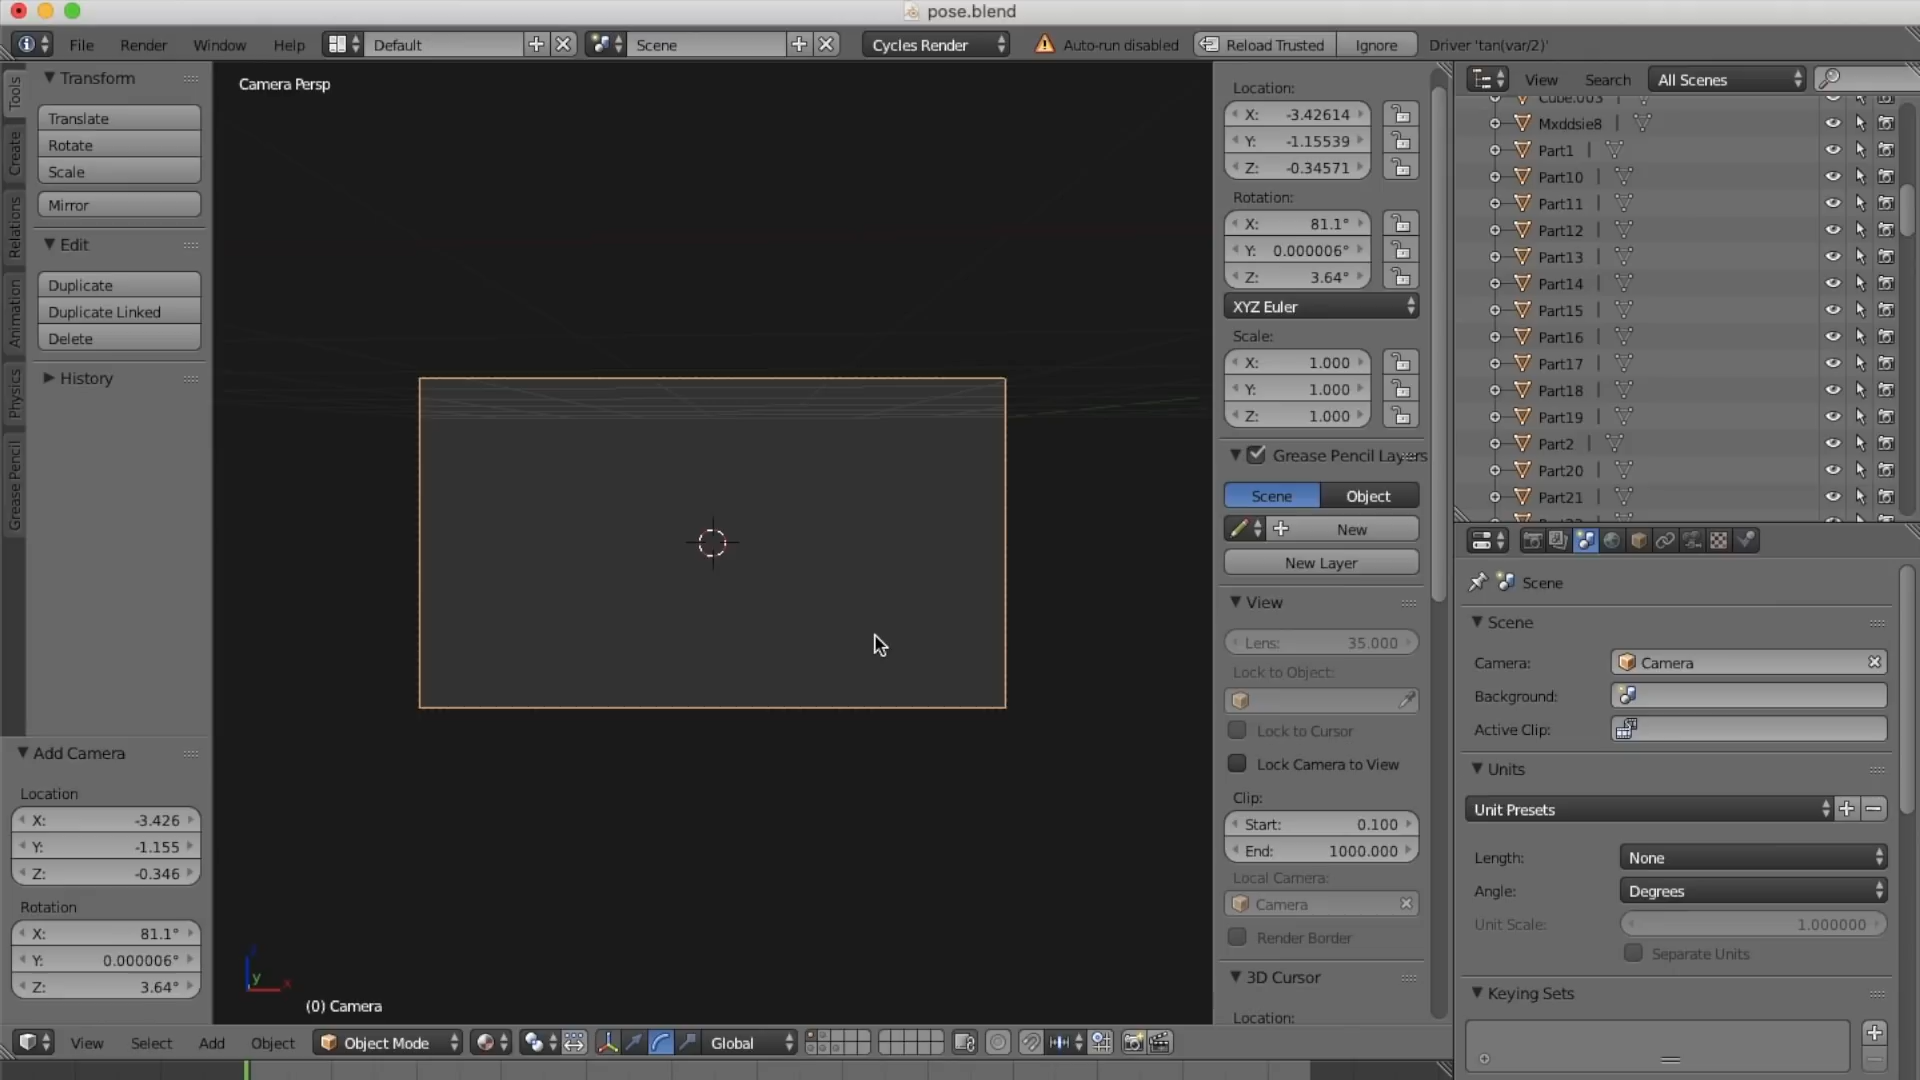 pose.blend
File
Render
Window
Help
Default
Scene
Cycles Render
Auto-run disabled
Reload Trusted
Ignore
Driver 'tan(var/2)'
Tools
Create
Relations
Animation
Physics
Grease Pencil
Transform
Translate
Rotate
Scale
Mirror
Edit
Duplicate
Duplicate Linked
Delete
History
Add Camera
Location
X: -3.426
Y: -1.155
Z: -0.346
Rotation
X: 81.1°
Y: 0.000006°
Z: 3.64°
Camera Persp
y
x
(0) Camera
View
Select
Add
Object
Object Mode
Global
Location:
X: -3.42614
Y: -1.15539
Z: -0.34571
Rotation:
X: 81.1°
Y: 0.000006°
Z: 3.64°
XYZ Euler
Scale:
X: 1.000
Y: 1.000
Z: 1.000
Grease Pencil Layers
Scene
Object
New
New Layer
View
Lens: 35.000
Lock to Object:
Lock to Cursor
Lock Camera to View
Clip:
Start: 0.100
End: 1000.000
Local Camera:
Camera
Render Border
3D Cursor
Location:
View
Search
All Scenes
Cube.003
Mxddsie8
Part1
Part10
Part11
Part12
Part13
Part14
Part15
Part16
Part17
Part18
Part19
Part2
Part20
Part21
Scene
Scene
Camera: Camera
Background:
Active Clip:
Units
Unit Presets
Length: None
Angle: Degrees
Unit Scale: 1.000000
Separate Units
Keying Sets